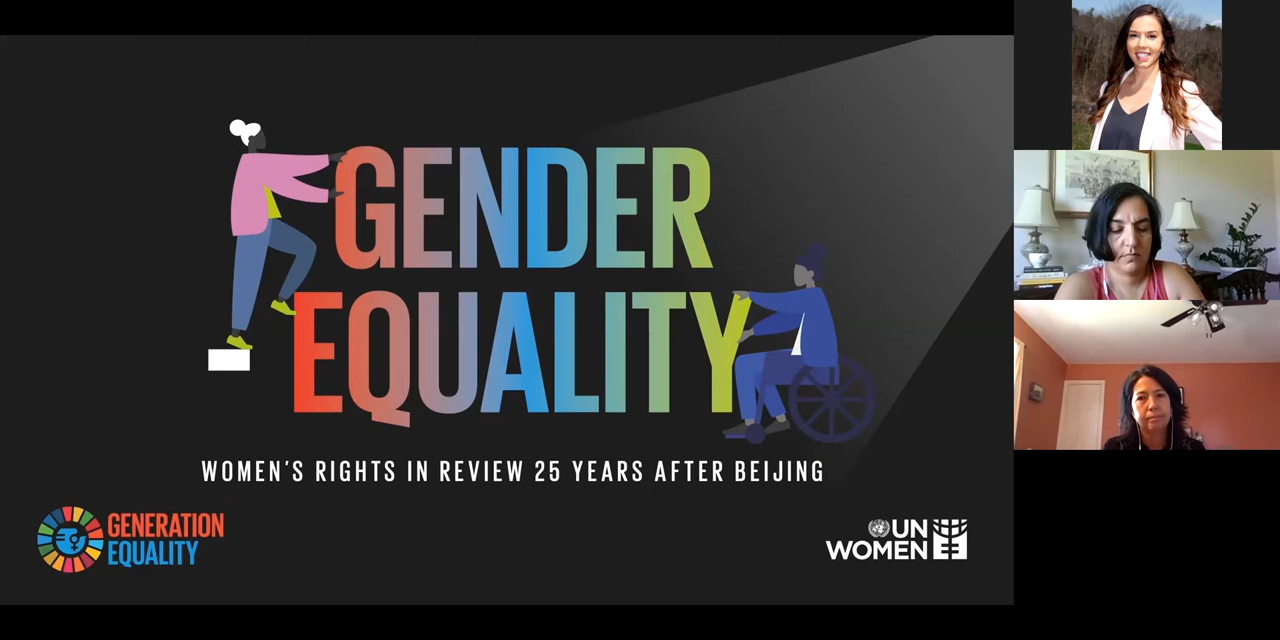 GENDER
EQUALITY
WOMEN'S RIGHTS IN REVIEW 25 YEARS AFTER BEIJING
GENERATION
EQUALITY
UN
WOMEN